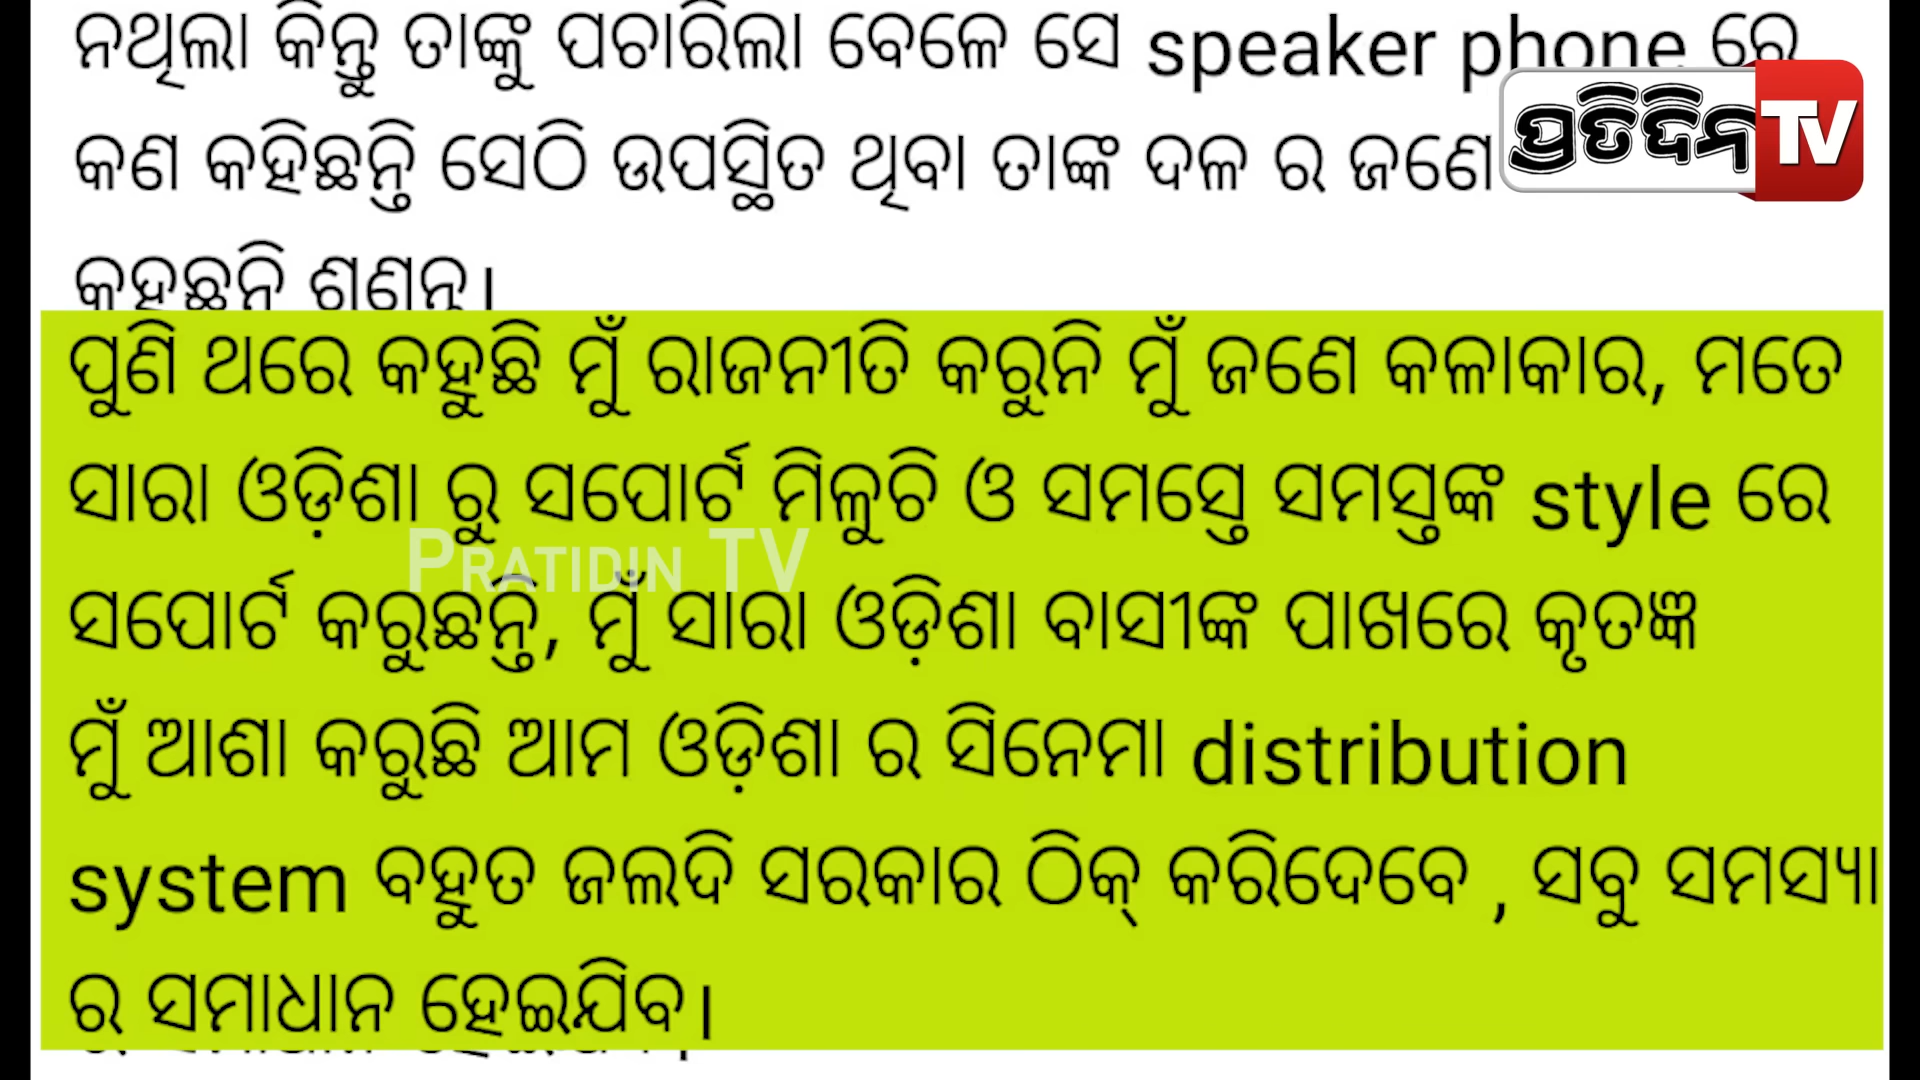 ନଥିଲା କିନ୍ତୁ ତାଙ୍କୁ ପଚାରିଲା ବେଳେ ସେ speaker phone ରେ
ପ୍ରତିଦିନ TV
କଣ କହିଛନ୍ତି ସେଠି ଉପସ୍ଥିତ ଥିବା ତାଙ୍କ ଦଳ ର ଜଣେ
ପୁଣି ଥରେ କହୁଛି ମୁଁ ରାଜନୀତି କରୁନି ମୁଁ ଜଣେ କଳାକାର, ମତେ
ସାରା ଓଡ଼ିଶା ରୁ ସପୋର୍ଟ ମିଳୁଚି ଓ ସମସ୍ତେ ସମସ୍ତଙ୍କ style ରେ
PRATIDIN TV
ସପୋର୍ଟ କରୁଛନ୍ତି, ମୁଁ ସାରା ଓଡ଼ିଶା ବାସୀଙ୍କ ପାଖରେ କୃତଜ୍ଞ
ମୁଁ ଆଶା କରୁଛି ଆମ ଓଡ଼ିଶା ର ସିନେମା distribution
system ବହୁତ ଜଲଦି ସରକାର ଠିକ୍ କରିଦେବେ , ସବୁ ସମସ୍ୟା
ର ସମାଧାନ ହେଇଯିବ।